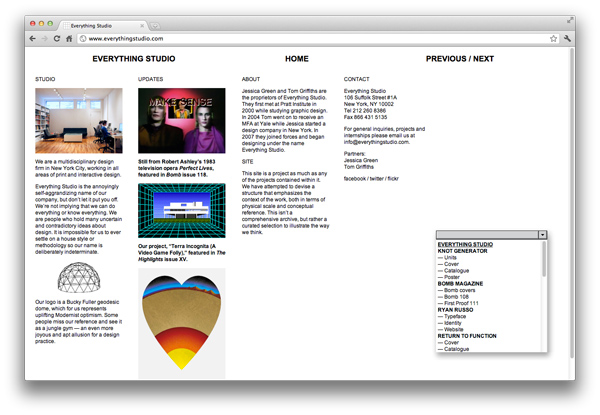 Everything Studio
www.everythingstudio.com
EVERYTHING STUDIO
HOME
PREVIOUS / NEXT
STUDIO
We are a multidisciplinary design
firm in New York City, working in all
areas of print and interactive design.
Everything Studio is the annoyingly
self-aggrandizing name of our
company, but don't let it put you off.
We're not implying that we can do
everything or know everything. We
are people who hold many uncertain
and contradictory ideas about
design. It is impossible for us to ever
settle on a house style or
methodology so our name is
deliberately indeterminate.
Our logo is a Bucky Fuller geodesic
dome, which for us represents
uplifting Modernist optimism. Some
people miss our reference and see it
as a jungle gym — an even more
joyous and apt allusion for a design
practice.
UPDATES
MAKE SENSE
Still from Robert Ashley's 1983
television opera Perfect Lives,
featured in Bomb issue 118.
Our project, "Terra Incognita (A
Video Game Folly)," featured in The
Highlights issue XV.
ABOUT
Jessica Green and Tom Griffiths are
the proprietors of Everything Studio.
They first met at Pratt Institute in
2000 while studying graphic design.
In 2004 Tom went on to receive an
MFA at Yale while Jessica started a
design company in New York. In
2007 they joined forces and began
designing under the name
Everything Studio.
SITE
This site is a project as much as any
of the projects contained within it.
We have attempted to devise a
structure that emphasizes the
context of the work, both in terms of
physical scale and conceptual
reference. This isn't a
comprehensive archive, but rather a
curated selection to illustrate the way
we think.
CONTACT
Everything Studio
106 Suffolk Street #1A
New York, NY 10002
Tel 212 260 8386
Fax 866 431 5135
For general inquiries, projects and
internships please email us at
info@everythingstudio.com.
Partners:
Jessica Green
Tom Griffiths
facebook / twitter / flickr
EVERYTHING STUDIO
KNOT GENERATOR
— Units
— Cover
— Catalogue
— Poster
BOMB MAGAZINE
— Bomb covers
— Bomb 108
— First Proof 111
RYAN RUSSO
— Typeface
— Identity
— Website
RETURN TO FUNCTION
— Cover
— Catalogue